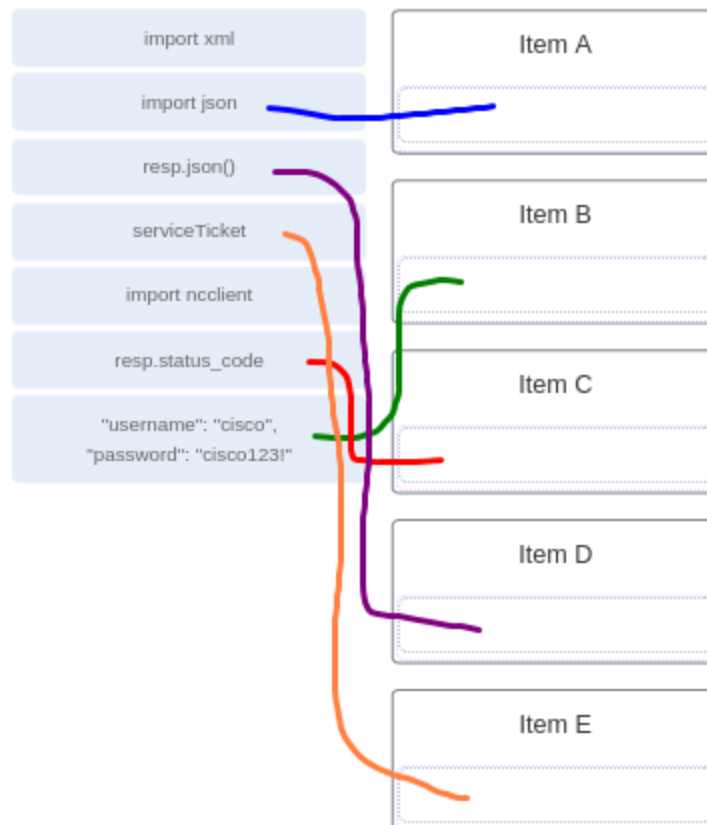 import xml
import json
resp.json()
serviceTicket
import ncclient
resp.status_code
"username": "cisco",
"password": "cisco123!"
Item A
Item B
Item C
Item D
Item E